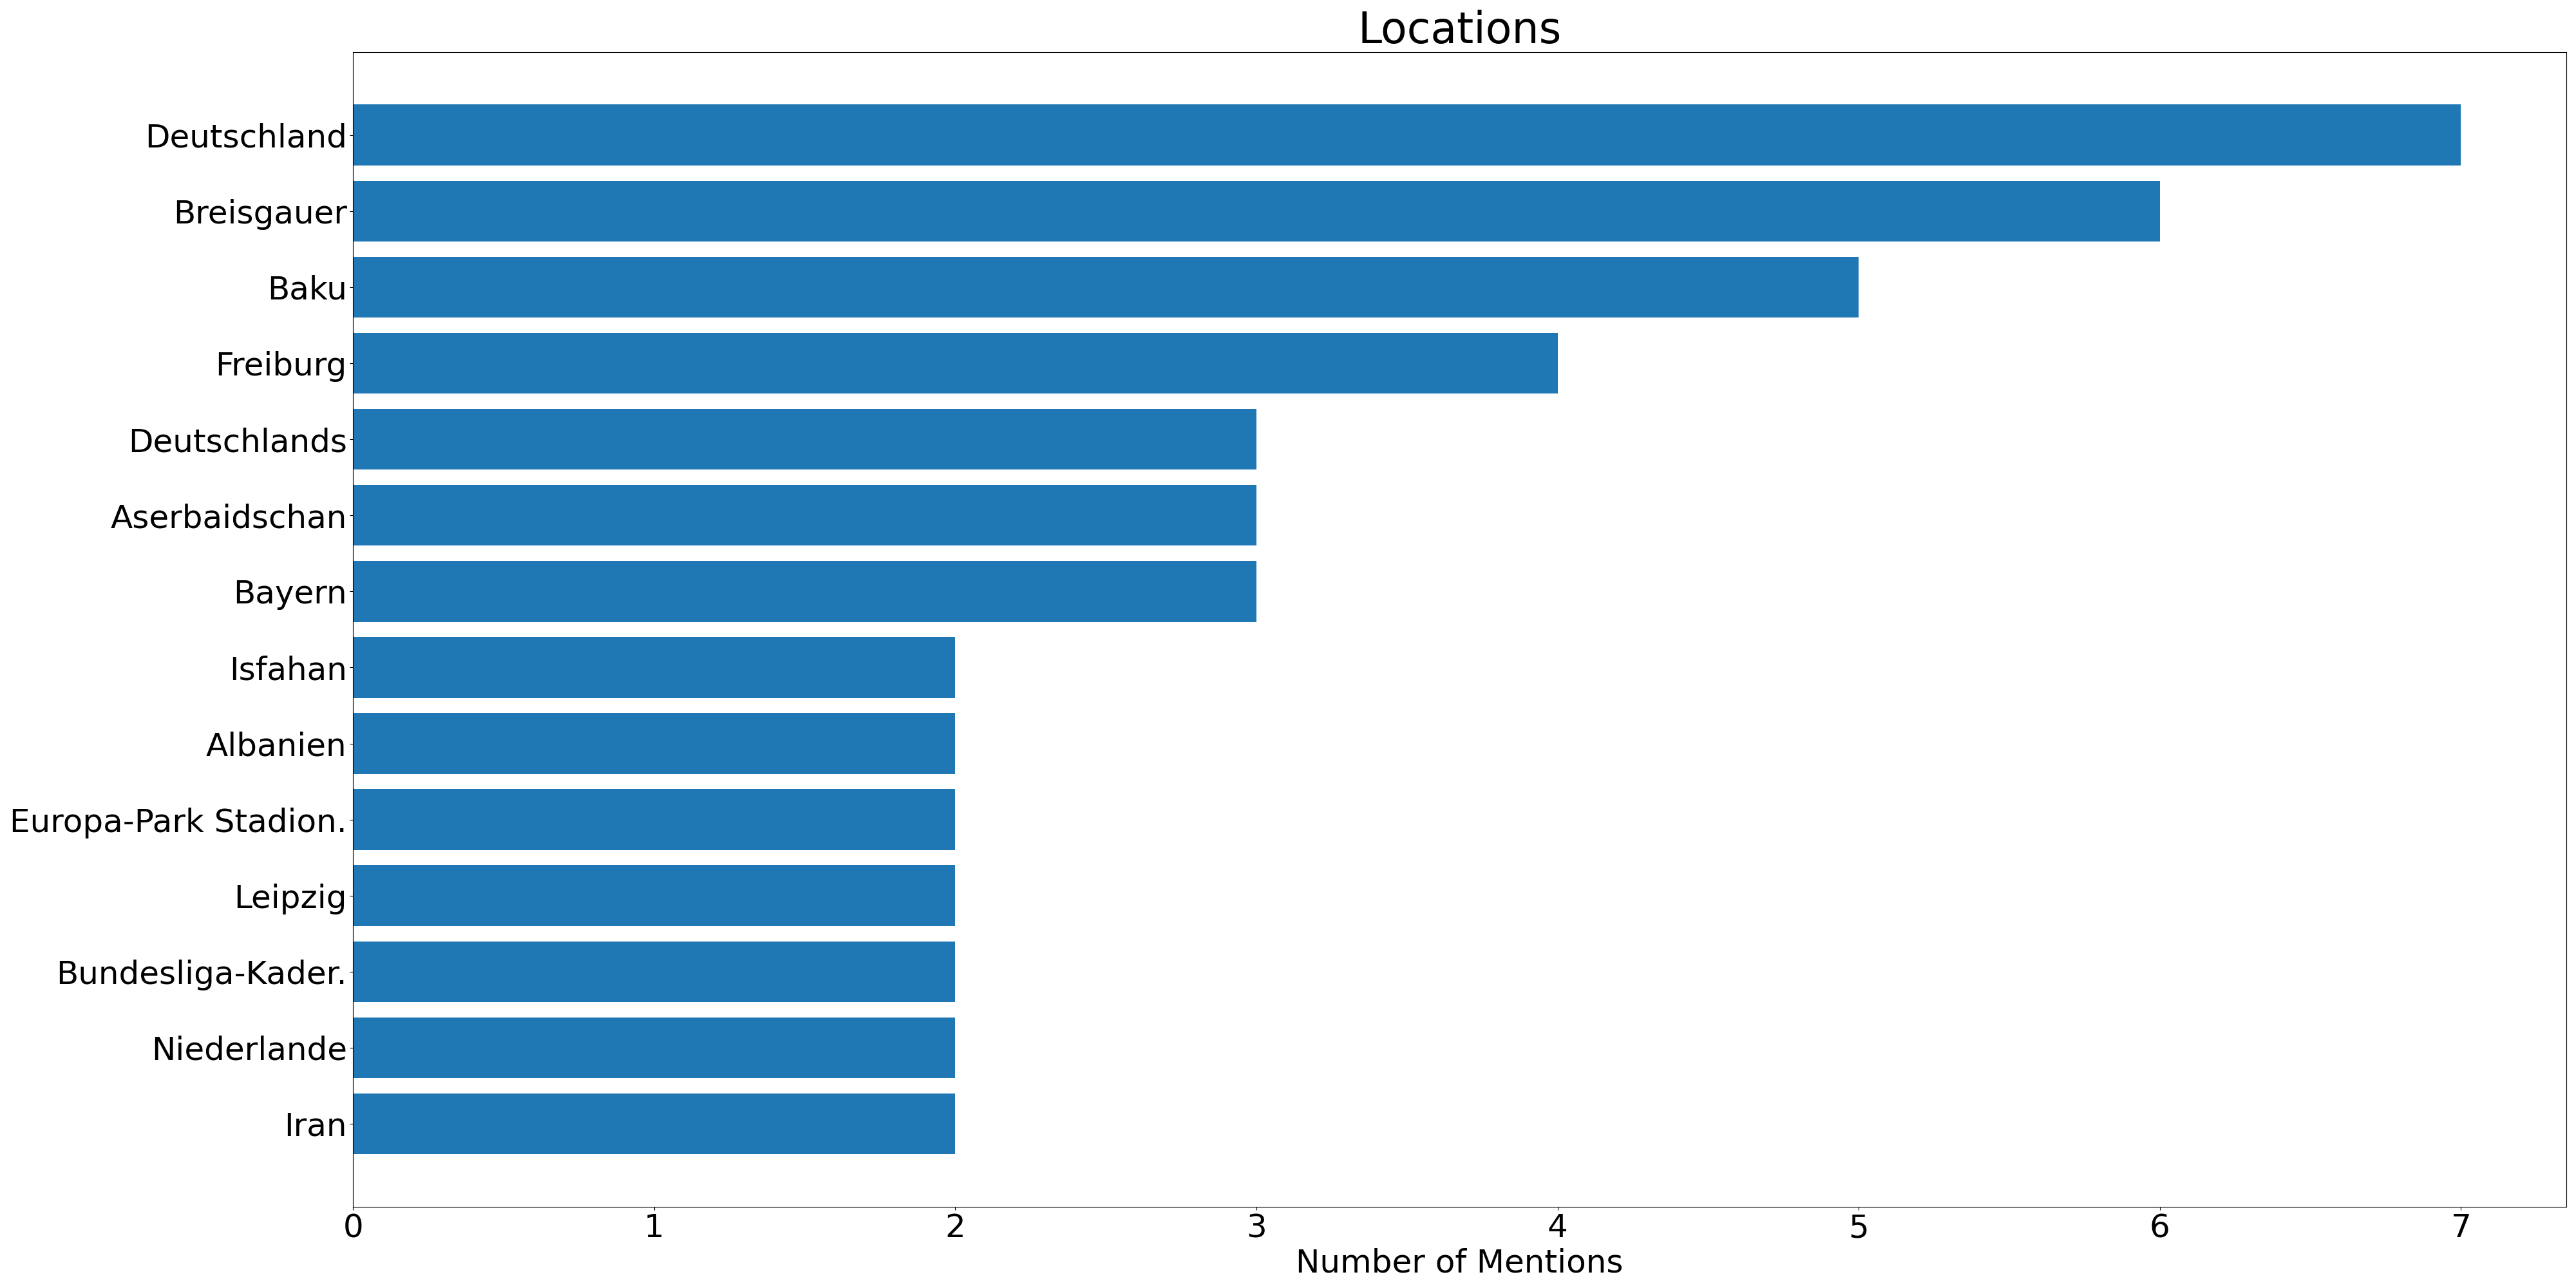 Locations
Deutschland
Breisgauer
Baku
Freiburg
Deutschlands
Aserbaidschan
Bayern
Isfahan
Albanien
Europa-Park Stadion.
Leipzig
Bundesliga-Kader.
Niederlande
Iran
0 1 2 3 4 5 6 7
Number of Mentions